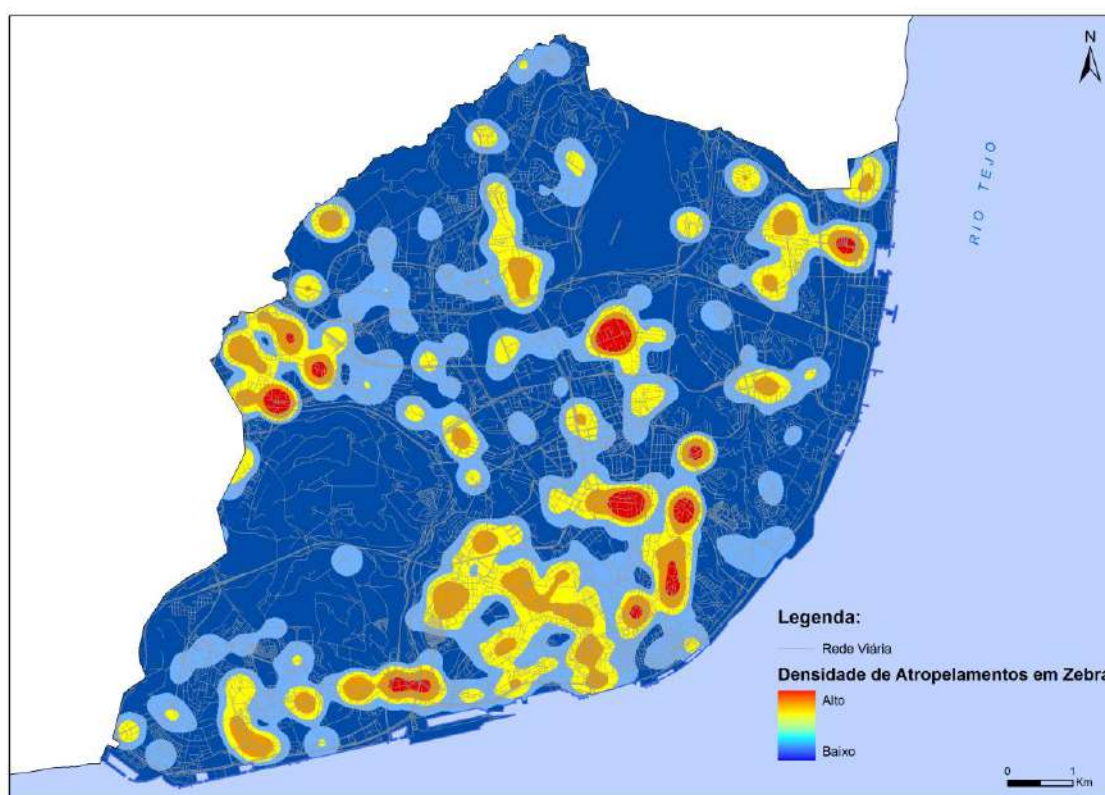 N
RIO TEJO
Legenda:
Rede Viária
Densidade de Atropelamentos em Zebra
Alto
Baixo
0 1
Km